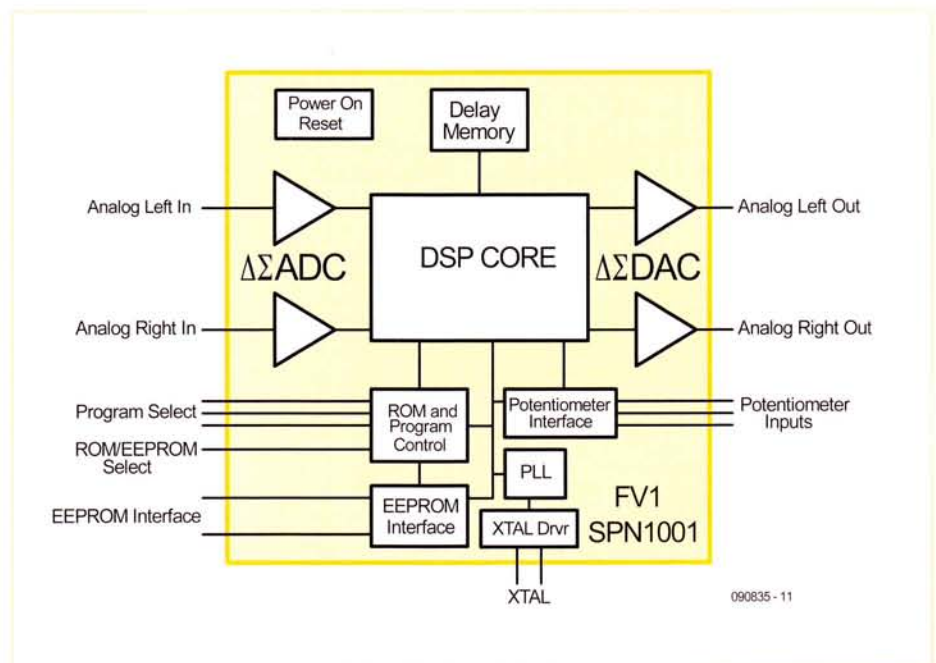 Power On
Reset
Delay
Memory
Analog Left In
Analog Left Out
ΔΣADC
DSP CORE
ΔΣDAC
Analog Right In
Analog Right Out
Program Select
ROM and
Program
Control
Potentiometer
Interface
Potentiometer
Inputs
ROM/EEPROM
Select
PLL
EEPROM Interface
EEPROM
Interface
XTAL Drvr
FV1
SPN1001
XTAL
090835 - 11